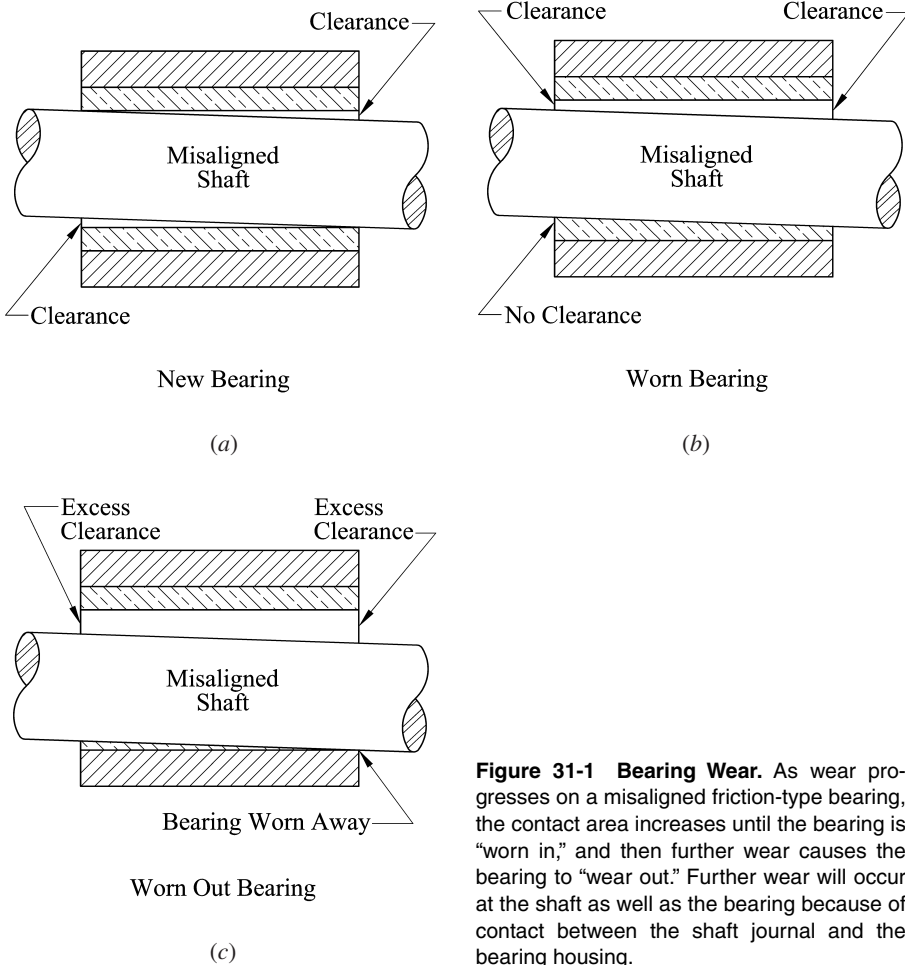 Clearance
Misaligned
Shaft
Clearance
New Bearing
(a)
Clearance
Clearance
Misaligned
Shaft
No Clearance
Worn Bearing
(b)
Excess
Clearance
Excess
Clearance
Misaligned
Shaft
Bearing Worn Away
Worn Out Bearing
(c)
Figure 31-1 Bearing Wear. As wear pro-
gresses on a misaligned friction-type bearing,
the contact area increases until the bearing is
“worn in,” and then further wear causes the
bearing to “wear out.” Further wear will occur
at the shaft as well as the bearing because of
contact between the shaft journal and the
bearing housing.